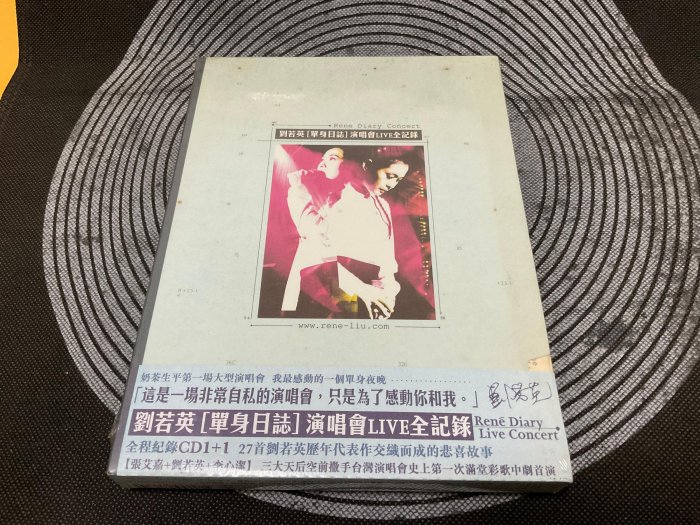 René Diary Concert
劉若英[單身日誌]演唱會LIVE全記錄
www.rene-liu.com
奶茶生平第一場大型演唱會 我最感動的一個單身夜晚..................
「這是一場非常自私的演唱會，只是為了感動你和我。」劉若英
劉若英[單身日誌]演唱會LIVE全記錄
René Diary
Live Concert
全程紀錄CD1+1 27首劉若英歷年代表作交織而成的悲喜故事
【張艾嘉+劉若英+李心潔】三大天后空前攜手台灣演唱會史上第一次滿堂彩歌中劇首演